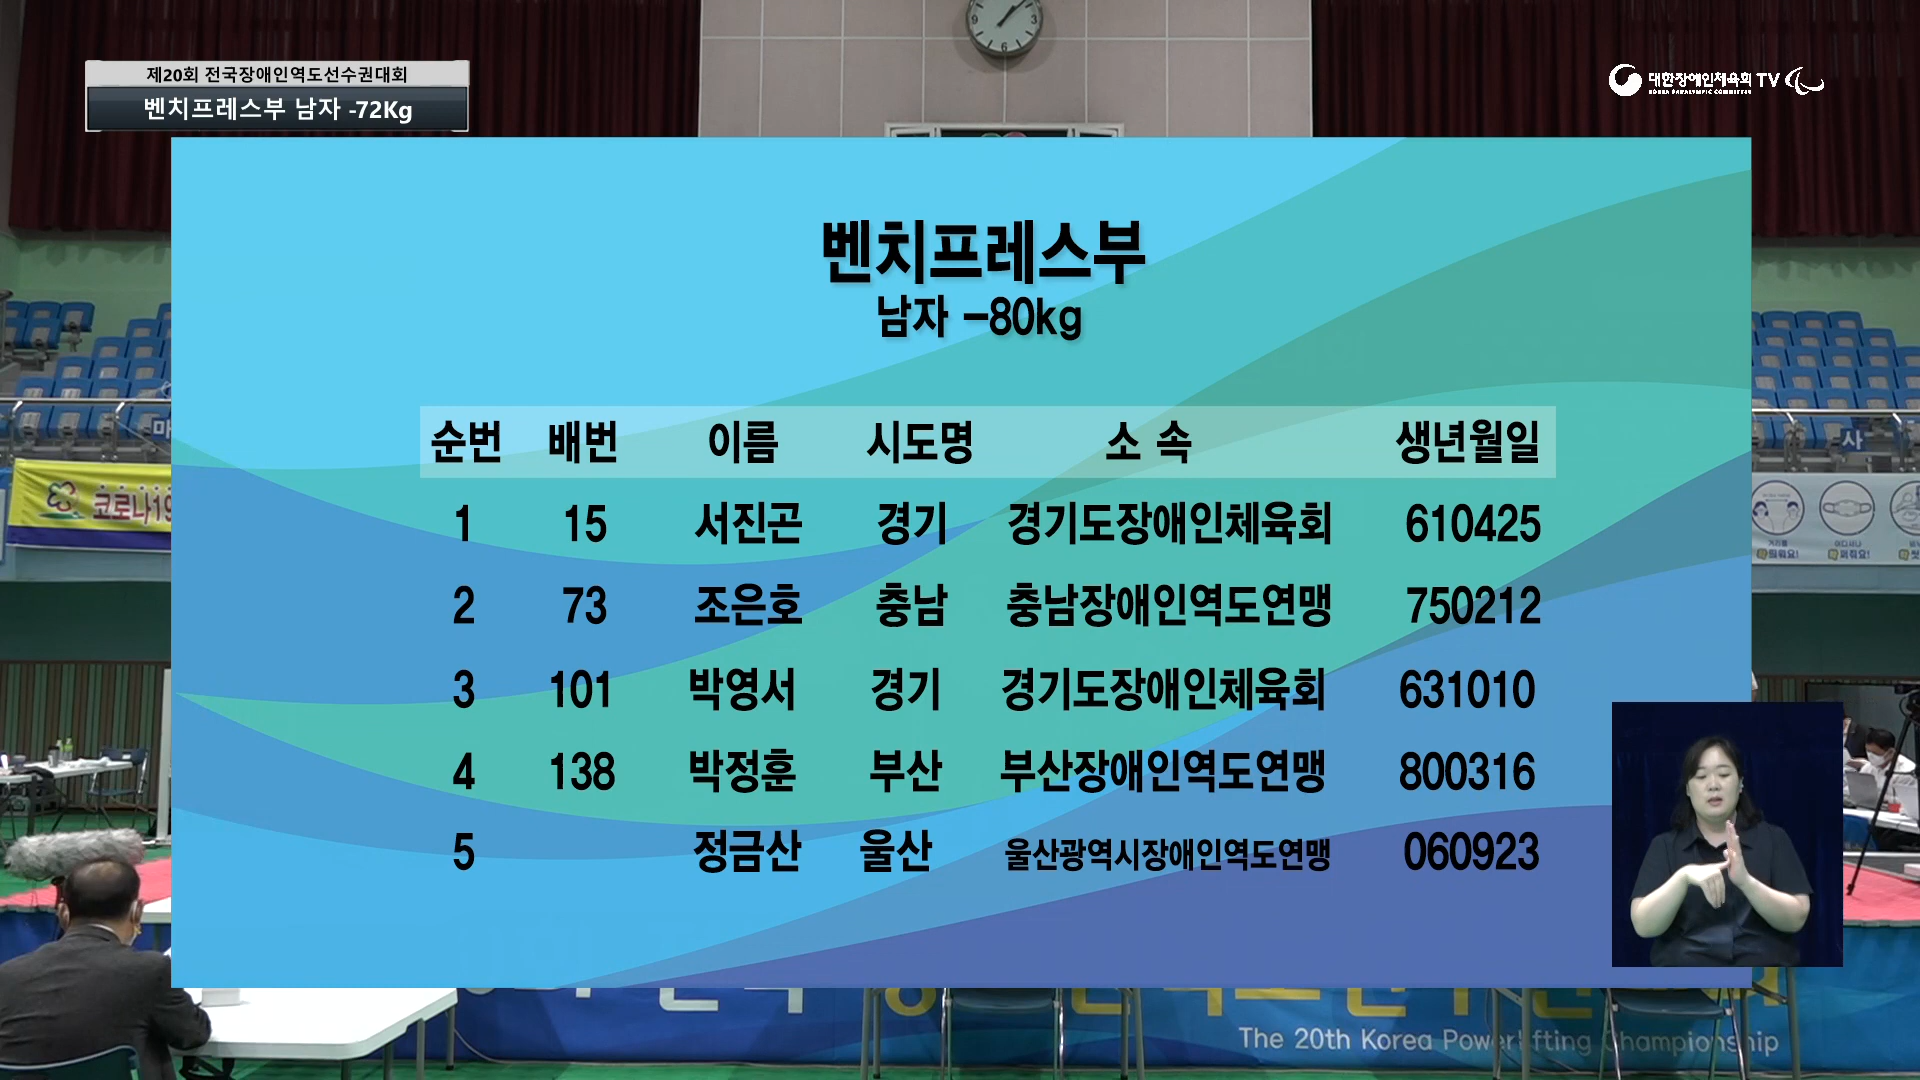 제20회 전국장애인역도선수권대회
벤치프레스부 남자 -72Kg
대한장애인체육회 TV
KOREA PARALYMPIC COMMITTEE
벤치프레스부
남자 -80kg
순번 배번 이름 시도명 소 속 생년월일
1 15 서진곤 경기 경기도장애인체육회 610425
2 73 조은호 충남 충남장애인역도연맹 750212
3 101 박영서 경기 경기도장애인체육회 631010
4 138 박정훈 부산 부산장애인역도연맹 800316
5 정금산 울산 울산광역시장애인역도연맹 060923
코로나19
사
The 20th Korea Powerlifting Championship